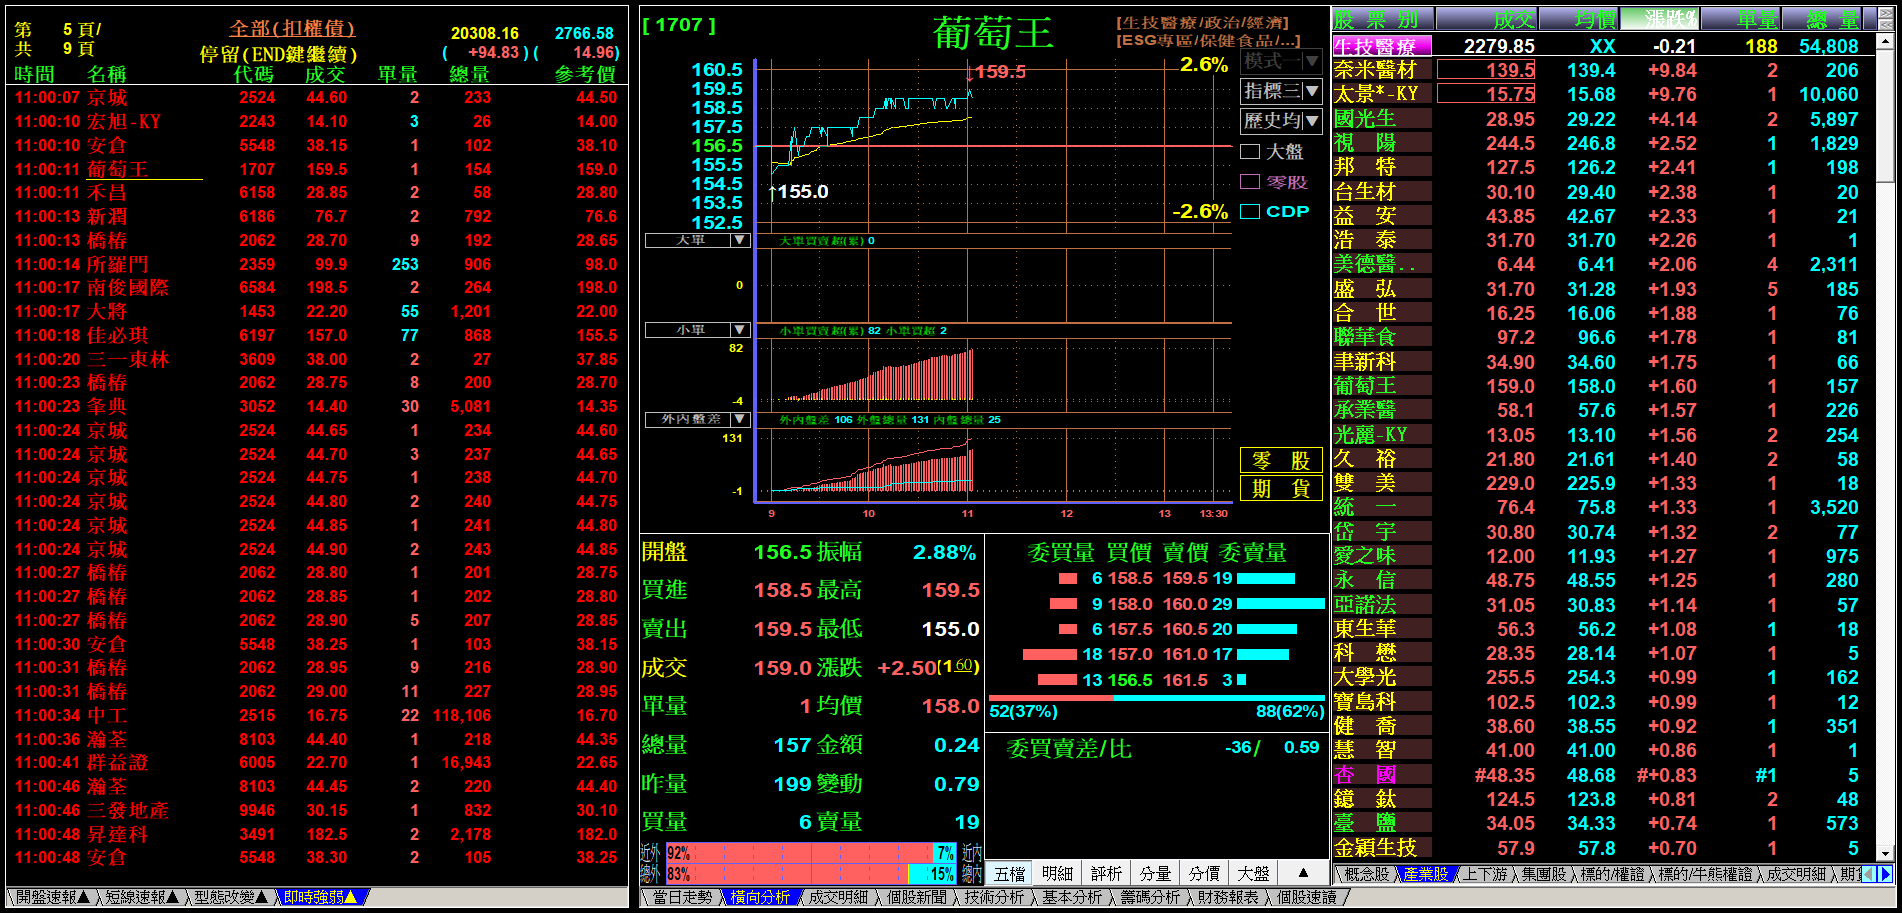 第 5 頁/ 全部(扣權債) 20308.16 2766.58
共 9 頁 停留(END鍵繼續) ( +94.83 ) ( 14.96)
時間 名稱 代碼 成交 單量 總量 參考價
11:00:07 京城 2524 44.60 2 233 44.50
11:00:10 宏旭-KY 2243 14.10 3 26 14.00
11:00:10 安倉 5548 38.15 1 102 38.10
11:00:11 葡萄王 1707 159.5 1 154 159.0
11:00:11 禾昌 6158 28.85 2 58 28.80
11:00:13 新潤 6186 76.7 2 792 76.6
11:00:13 橋椿 2062 28.70 9 192 28.65
11:00:14 所羅門 2359 99.9 253 906 98.0
11:00:17 南俊國際 6584 198.5 2 264 198.0
11:00:17 大將 1453 22.20 55 1,201 22.00
11:00:18 佳必琪 6197 157.0 77 868 155.5
11:00:20 三一東林 3609 38.00 2 27 37.85
11:00:23 橋椿 2062 28.75 8 200 28.70
11:00:23 夆典 3052 14.40 30 5,081 14.35
11:00:24 京城 2524 44.65 1 234 44.60
11:00:24 京城 2524 44.70 3 237 44.65
11:00:24 京城 2524 44.75 1 238 44.70
11:00:24 京城 2524 44.80 2 240 44.75
11:00:24 京城 2524 44.85 1 241 44.80
11:00:24 京城 2524 44.90 2 243 44.85
11:00:27 橋椿 2062 28.80 1 201 28.75
11:00:27 橋椿 2062 28.85 1 202 28.80
11:00:27 橋椿 2062 28.90 5 207 28.85
11:00:30 安倉 5548 38.25 1 103 38.15
11:00:31 橋椿 2062 28.95 9 216 28.90
11:00:31 橋椿 2062 29.00 11 227 28.95
11:00:34 中工 2515 16.75 22 118,106 16.70
11:00:36 瀚荃 8103 44.40 1 218 44.35
11:00:41 群益證 6005 22.70 1 16,943 22.65
11:00:46 瀚荃 8103 44.45 2 220 44.40
11:00:46 三發地產 9946 30.15 1 832 30.10
11:00:48 昇達科 3491 182.5 2 2,178 182.0
11:00:48 安倉 5548 38.30 2 105 38.25
開盤速報▲ 短線速報▲ 型態改變▲ 即時強弱▲
[ 1707 ] 葡萄王 [生技醫療/政治/經濟]
[ESG專區/保健食品/...]
160.5 ↓159.5 2.6% 模式一▼
159.5 指標三▼
158.5
157.5 歷史均▼
156.5
155.5 大盤
154.5 ↑155.0 零股
153.5 -2.6% CDP
152.5
大單 ▼ 大單買賣超(累) 0
0
小單 ▼ 小單買賣超(累) 82 小單買超 2
82
-4
外內盤差 ▼ 外內盤差 106 外盤總量 131 內盤總量 25
131
零 股
期 貨
-1
9 10 11 12 13 13:30
開盤 156.5 振幅 2.88%
買進 158.5 最高 159.5
賣出 159.5 最低 155.0
成交 159.0 漲跌 +2.50(1 60)
單量 1 均價 158.0
總量 157 金額 0.24
昨量 199 變動 0.79
買量 6 賣量 19
近外 92% 7% 近內
總外 83% 15% 總內
委買量 買價 賣價 委賣量
6 158.5 159.5 19
9 158.0 160.0 29
6 157.5 160.5 20
18 157.0 161.0 17
13 156.5 161.5 3
52(37%) 88(62%)
委買賣差/比 -36/ 0.59
五檔 明細 評析 分量 分價 大盤 ▲
當日走勢 橫向分析 成交明細 個股新聞 技術分析 基本分析 籌碼分析 財務報表 個股速讀
股 票 別 成交 均價 漲跌% 單量 總 量
生技醫療 2279.85 XX -0.21 188 54,808
奈米醫材 139.5 139.4 +9.84 2 206
太景*-KY 15.75 15.68 +9.76 1 10,060
國光生 28.95 29.22 +4.14 2 5,897
視 陽 244.5 246.8 +2.52 1 1,829
邦 特 127.5 126.2 +2.41 1 198
台生材 30.10 29.40 +2.38 1 20
益 安 43.85 42.67 +2.33 1 21
浩 泰 31.70 31.70 +2.26 1 1
美德醫.. 6.44 6.41 +2.06 4 2,311
盛 弘 31.70 31.28 +1.93 5 185
合 世 16.25 16.06 +1.88 1 76
聯華食 97.2 96.6 +1.78 1 81
聿新科 34.90 34.60 +1.75 1 66
葡萄王 159.0 158.0 +1.60 1 157
承業醫 58.1 57.6 +1.57 1 226
光麗-KY 13.05 13.10 +1.56 2 254
久 裕 21.80 21.61 +1.40 2 58
雙 美 229.0 225.9 +1.33 1 18
統 一 76.4 75.8 +1.33 1 3,520
岱 宇 30.80 30.74 +1.32 2 77
愛之味 12.00 11.93 +1.27 1 975
永 信 48.75 48.55 +1.25 1 280
亞諾法 31.05 30.83 +1.14 1 57
東生華 56.3 56.2 +1.08 1 18
科 懋 28.35 28.14 +1.07 1 5
大學光 255.5 254.3 +0.99 1 162
寶島科 102.5 102.3 +0.99 1 12
健 喬 38.60 38.55 +0.92 1 351
慧 智 41.00 41.00 +0.86 1 1
杏 國 #48.35 48.68 #+0.83 #1 5
鐿 鈦 124.5 123.8 +0.81 2 48
臺 鹽 34.05 34.33 +0.74 1 573
金穎生技 57.9 57.8 +0.70 1 5
概念股 產業股 上下游 集團股 標的/權證 標的/牛熊權證 成交明細